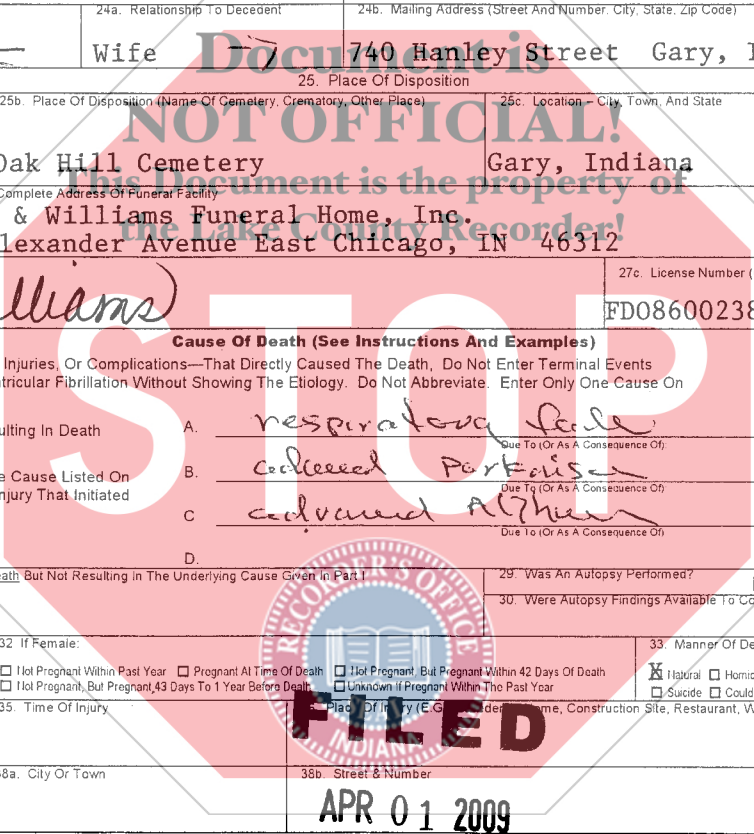 24a. Relationship To Decedent
24b. Mailing Address (Street And Number. City, State, Zip Code)
Wife
740 Hanley Street Gary, I
Document is
25. Place Of Disposition
25b. Place Of Disposition (Name Of Cemetery, Crematory, Other Place)
25c. Location - City, Town, And State
NOT OFFICIAL!
Oak Hill Cemetery
Gary, Indiana
This Document is the property of
Complete Address Of Funeral Facility
& Williams Funeral Home, Inc.
the Lake County Recorder!
lexander Avenue East Chicago, IN 46312
27c. License Number (
lliams
FD08600238
STOP
Cause Of Death (See Instructions And Examples)
Injuries, Or Complications—That Directly Caused The Death, Do Not Enter Terminal Events
tricular Fibrillation Without Showing The Etiology. Do Not Abbreviate. Enter Only One Cause On
ulting In Death
A. respiratory
Due To (Or As A Consequence Of)
e Cause Listed On
B.
njury That Initiated
Due To (Or As A Consequence Of)
C advanced
Due To (Or As A Consequence Of)
D.
eath But Not Resulting In The Underlying Cause Given In Part I
29. Was An Autopsy Performed?
30. Were Autopsy Findings Available To Co
RECORDER'S OFFICE
32 If Female:
33. Manner Of De
Not Pregnant Within Past Year
Pregnant At Time Of Death
Not Pregnant, But Pregnant Within 42 Days Of Death
X Natural
Homic
Not Pregnant, But Pregnant,43 Days To 1 Year Before Death
Unknown If Pregnant Within The Past Year
Suicide
Could
35. Time Of Injury
Place Of Injury (E.G. me, Construction Site, Restaurant, W
FILED
INDIANA
38a. City Or Town
38b. Street & Number
APR 01 2009